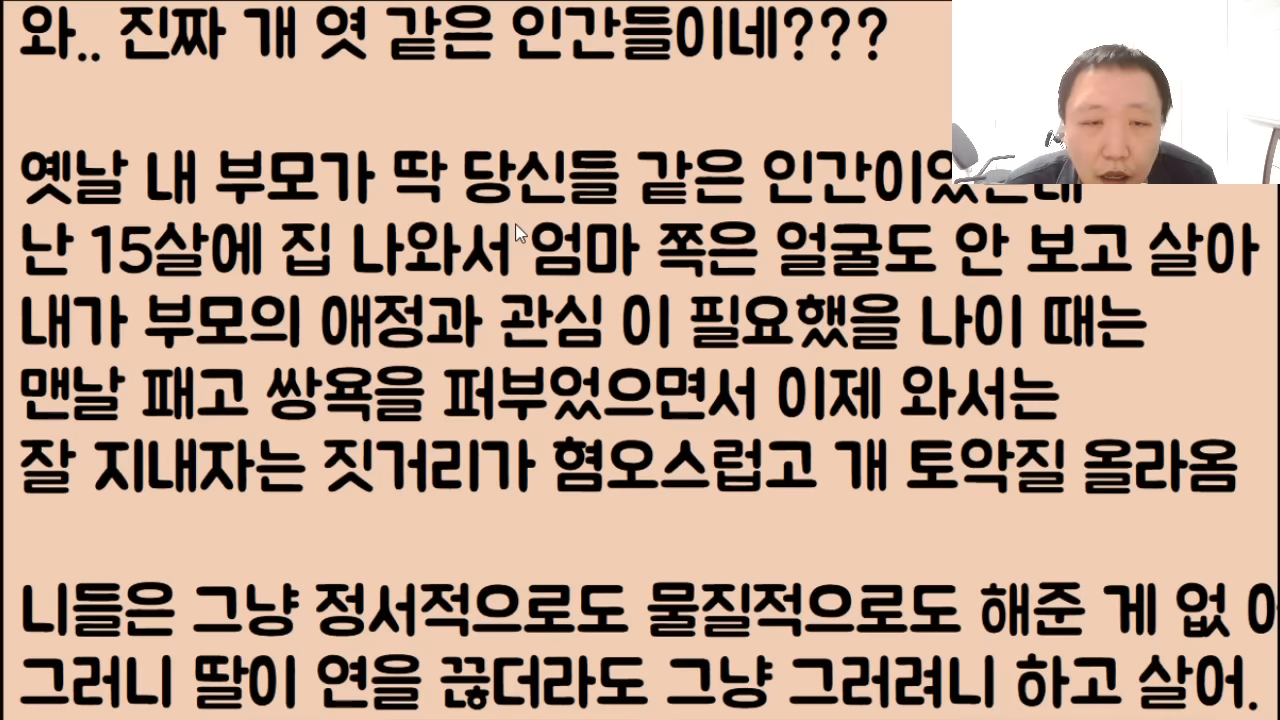 와.. 진짜 개 엿 같은 인간들이네???
옛날 내 부모가 딱 당신들 같은
난 15살에 집 나와서 엄마 쪽은 얼굴도 안 보고 살아
내가 부모의 애정과 관심 이 필요했을 나이 때는
맨날 패고 쌍욕을 퍼부었으면서 이제 와서는
잘 지내자는 짓거리가 혐오스럽고 개 토악질 올라옴
니들은 그냥 정서적으로도 물질적으로도 해준 게 없
그러니 딸이 연을 끊더라도 그냥 그러려니 하고 살어.